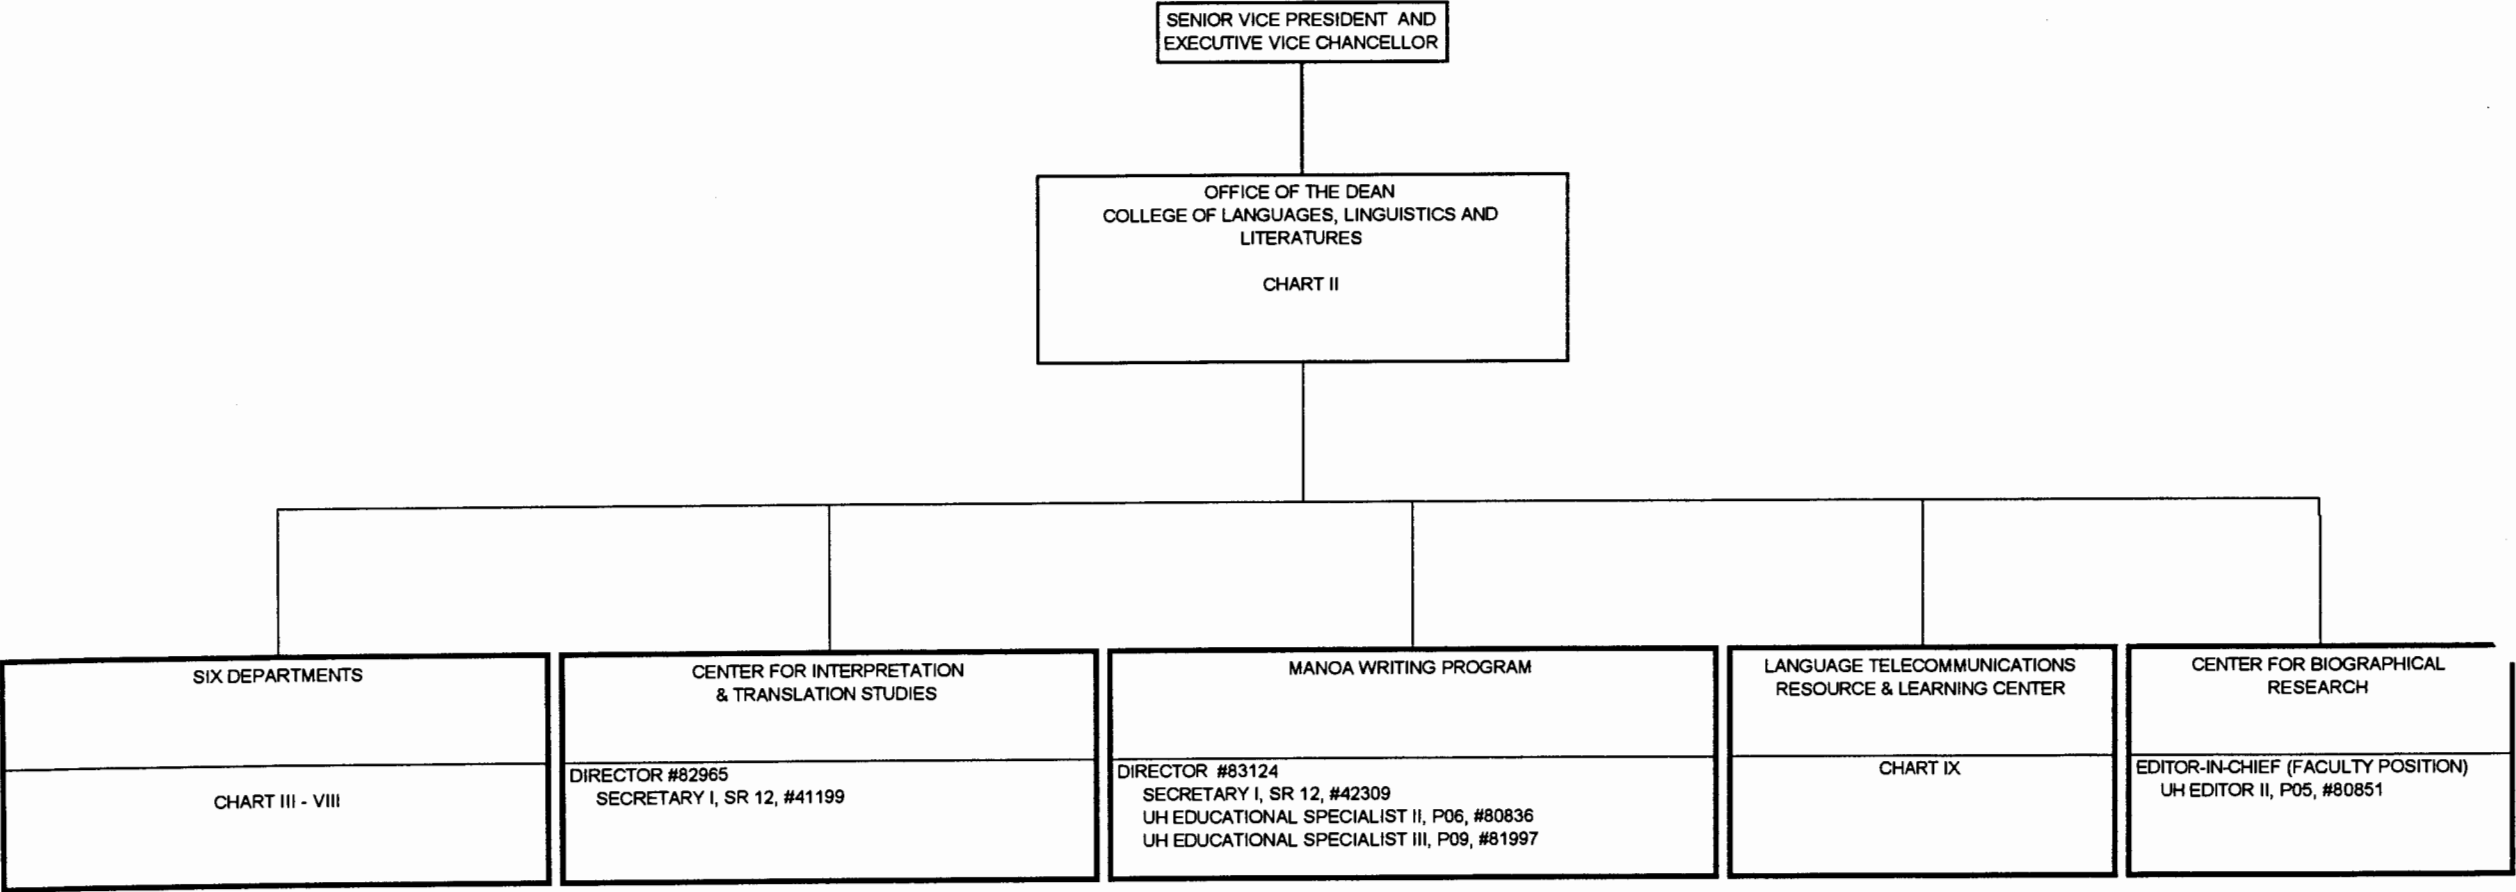 SENIOR VICE PRESIDENT AND
EXECUTIVE VICE CHANCELLOR
OFFICE OF THE DEAN
COLLEGE OF LANGUAGES, LINGUISTICS AND
LITERATURES
CHART II
SIX DEPARTMENTS
CHART III - VIII
CENTER FOR INTERPRETATION
& TRANSLATION STUDIES
DIRECTOR #82965
SECRETARY I, SR 12, #41199
MANOA WRITING PROGRAM
DIRECTOR #83124
SECRETARY I, SR 12, #42309
UH EDUCATIONAL SPECIALIST II, P06, #80836
UH EDUCATIONAL SPECIALIST III, P09, #81997
LANGUAGE TELECOMMUNICATIONS
RESOURCE & LEARNING CENTER
CHART IX
CENTER FOR BIOGRAPHICAL
RESEARCH
EDITOR-IN-CHIEF (FACULTY POSITION)
UH EDITOR II, P05, #80851